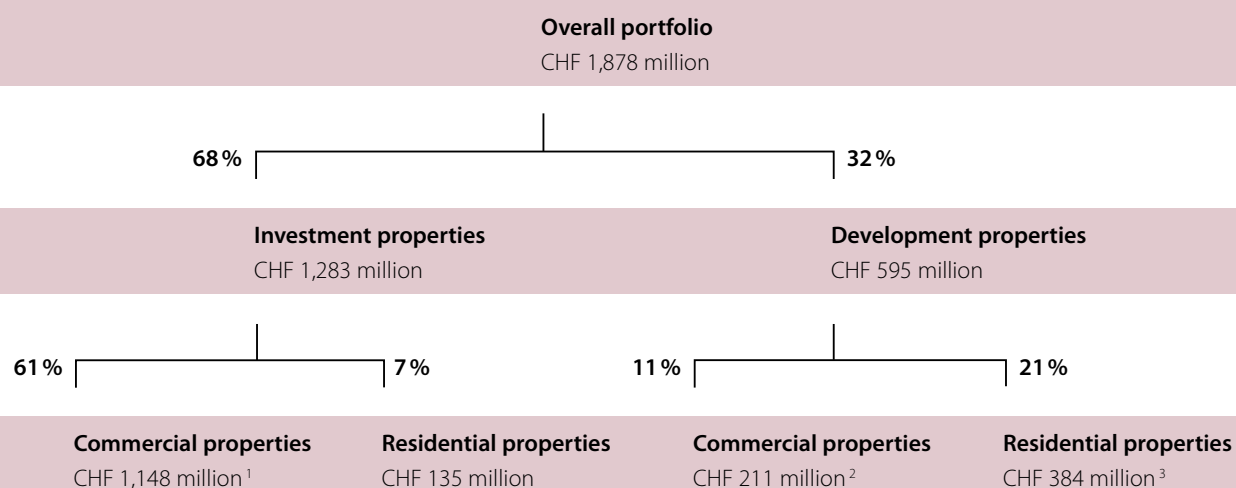 Overall portfolio
CHF 1,878 million
68 %
32 %
Investment properties
CHF 1,283 million
Development properties
CHF 595 million
61 %
7 %
11 %
21 %
Commercial properties
CHF 1,148 million ¹
Residential properties
CHF 135 million
Commercial properties
CHF 211 million ²
Residential properties
CHF 384 million ³